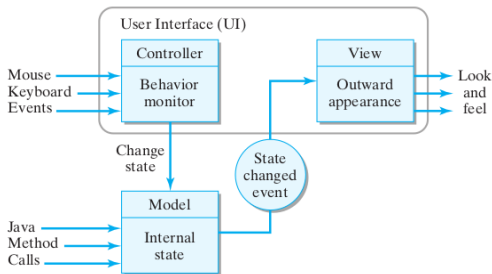 User Interface (UI)
Controller
View
Mouse
Keyboard
Events
Behavior
monitor
Outward
appearance
Look
and
feel
Change
state
State
changed
event
Model
Java
Method
Calls
Internal
state